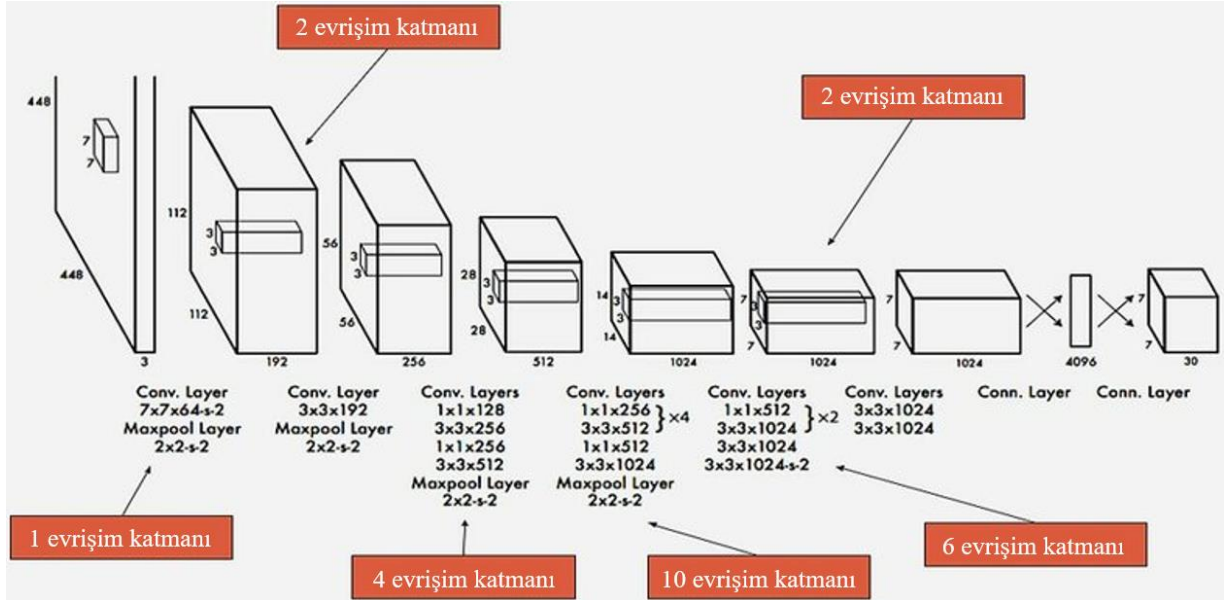 2 evrişim katmanı
2 evrişim katmanı
448
448
7
7
3
112
112
3
3
192
56
56
3
3
256
28
28
3
3
512
14
14
3
3
1024
7
7
3
3
1024
7
7
1024
4096
7
7
30
Conv. Layer
7x7x64-s-2
Maxpool Layer
2x2-s-2
Conv. Layer
3x3x192
Maxpool Layer
2x2-s-2
Conv. Layers
1x1x128
3x3x256
1x1x256
3x3x512
Maxpool Layer
2x2-s-2
Conv. Layers
1x1x256
3x3x512
} x4
1x1x512
3x3x1024
Maxpool Layer
2x2-s-2
Conv. Layers
1x1x512
3x3x1024
} x2
3x3x1024
3x3x1024-s-2
Conv. Layers
3x3x1024
3x3x1024
Conn. Layer
Conn. Layer
1 evrişim katmanı
4 evrişim katmanı
10 evrişim katmanı
6 evrişim katmanı